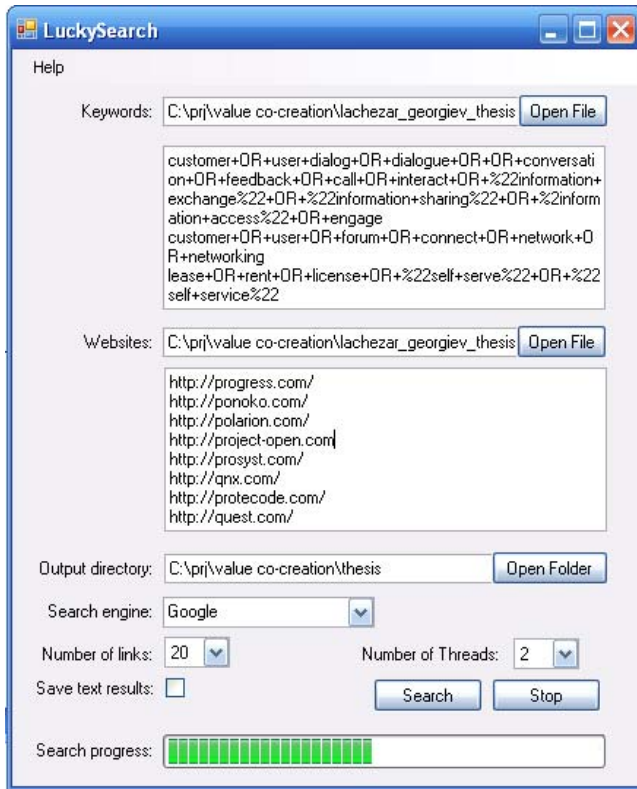 LuckySearch
Help
Keywords: C:\prj\value co-creation\lachezar_georgiev_thesis Open File
customer+OR+user+dialog+OR+dialogue+OR+OR+conversati
on+OR+feedback+OR+call+OR+interact+OR+%22information+
exchange%22+OR+%22information+sharing%22+OR+%2inform
ation+access%22+OR+engage
customer+OR+user+OR+forum+OR+connect+OR+network+O
R+networking
lease+OR+rent+OR+license+OR+%22self+serve%22+OR+%22
self+service%22
Websites: C:\prj\value co-creation\lachezar_georgiev_thesis Open File
http://progress.com/
http://ponoko.com/
http://polarion.com/
http://project-open.com
http://prosyst.com/
http://qnx.com/
http://protecode.com/
http://quest.com/
Output directory: C:\prj\value co-creation\thesis Open Folder
Search engine: Google
Number of links: 20 Number of Threads: 2
Save text results: Search Stop
Search progress: